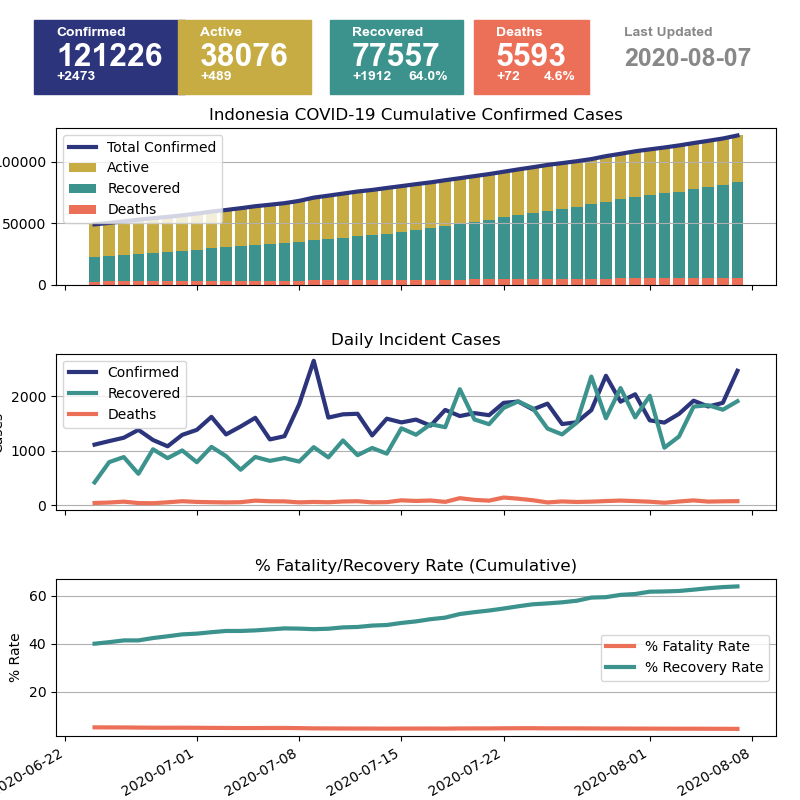 Confirmed
121226
+2473
Active
38076
+489
Recovered
77557
+1912 64.0%
Deaths
5593
+72 4.6%
Last Updated
2020-08-07
Indonesia COVID-19 Cumulative Confirmed Cases
Total Confirmed
Active
Recovered
Deaths
100000
50000
0
Daily Incident Cases
Confirmed
Recovered
Deaths
2000
1000
0
% Fatality/Recovery Rate (Cumulative)
% Fatality Rate
% Recovery Rate
% Rate
60
40
20
020-06-22
2020-07-01
2020-07-08
2020-07-15
2020-07-22
2020-08-01
2020-08-08